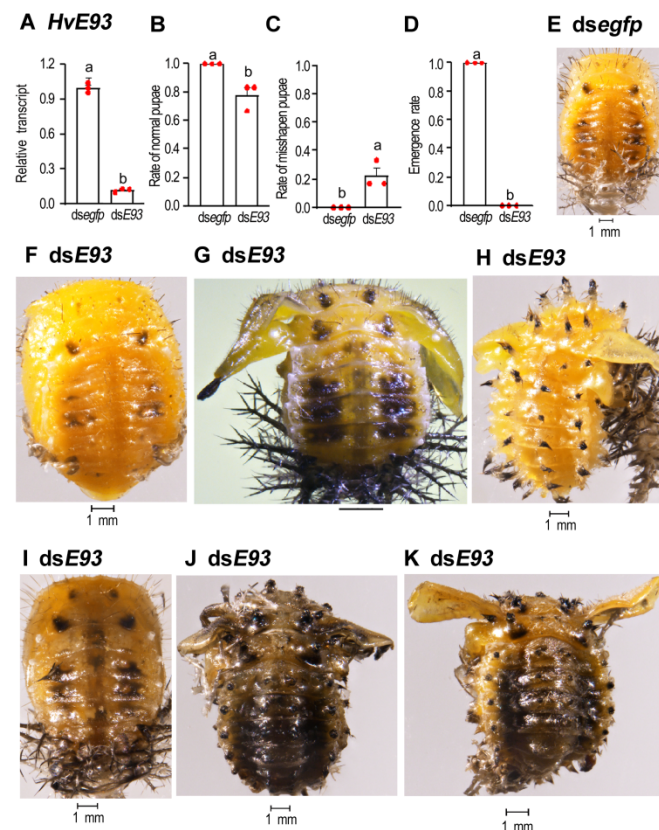 A HvE93
B
C
D
E dsegfp
Relative transcript
1.2
0.9
0.6
0.3
0.0
a
b
dsegfp dsE93
Rate of normal pupae
1.0
0.8
0.6
0.4
0.2
0.0
a
b
dsegfp dsE93
Rate of misshapen pupae
1.0
0.8
0.6
0.4
0.2
0.0
b
a
dsegfp dsE93
Emergence rate
1.0
0.8
0.6
0.4
0.2
0.0
a
b
dsegfp dsE93
1 mm
F dsE93
G dsE93
H dsE93
1 mm
1 mm
I dsE93
J dsE93
K dsE93
1 mm
1 mm
1 mm